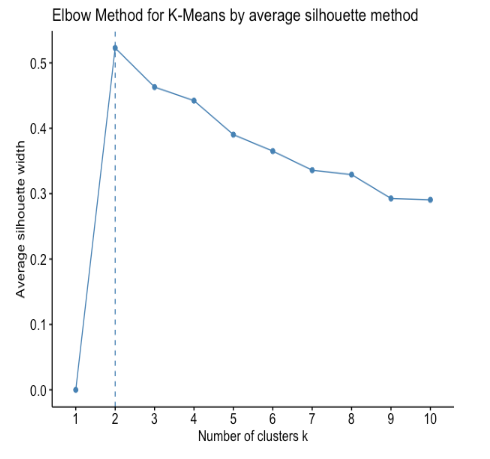 Elbow Method for K-Means by average silhouette method
Average silhouette width
0.5
0.4
0.3
0.2
0.1
0.0
1 2 3 4 5 6 7 8 9 10
Number of clusters k